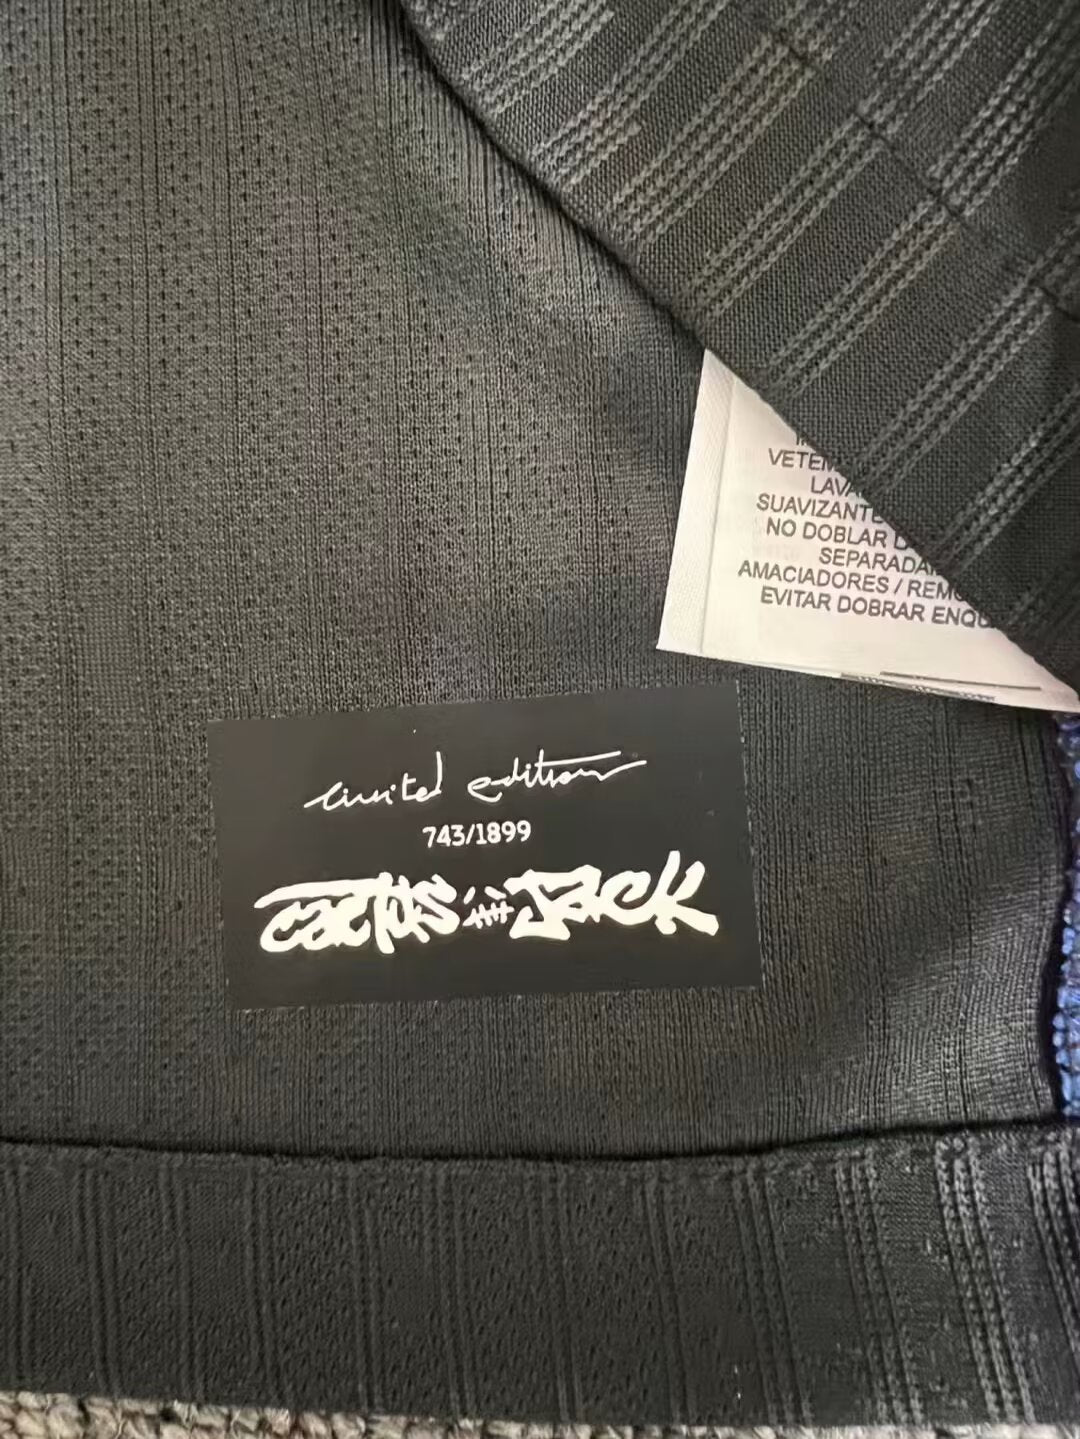 VETEM
LAVA
SUAVIZANTE
NO DOBLAR D
SEPARADA
AMACIADORES / REMO
EVITAR DOBRAR ENQU
limited edition
743/1899
Cactus Jack